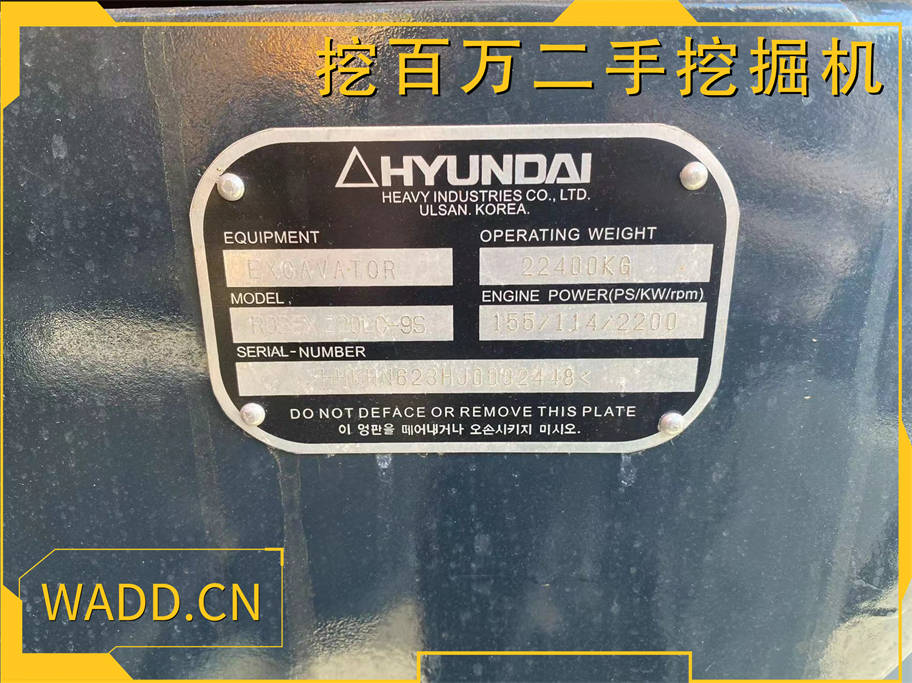 挖百万二手挖掘机
HYUNDAI
HEAVY INDUSTRIES CO., LTD.
ULSAN. KOREA.
EQUIPMENT
OPERATING WEIGHT
EXCAVATOR
22400KG
MODEL.
ENGINE POWER(PS/KW/rpm)
155/114/2200
SERIAL-NUMBER
DO NOT DEFACE OR REMOVE THIS PLATE
이 명판을 떼어내거나 오손시키지 마시오.
WADD.CN